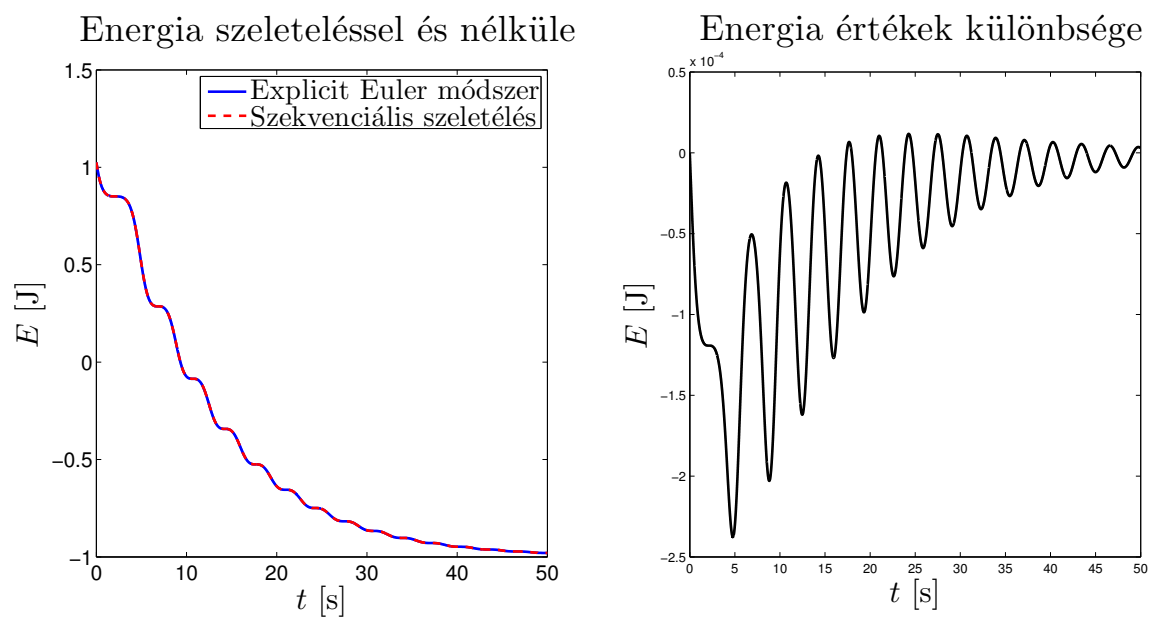 Energia szeleteléssel és nélküle
1.5
1
0.5
0
−0.5
−1
0 10 20 30 40 50
E [J]
t [s]
Explicit Euler módszer
Szekvenciális szeletélés
Energia értékek különbsége
x 10⁻⁴
0.5
0
−0.5
−1
−1.5
−2
−2.5
0 5 10 15 20 25 30 35 40 45 50
E [J]
t [s]